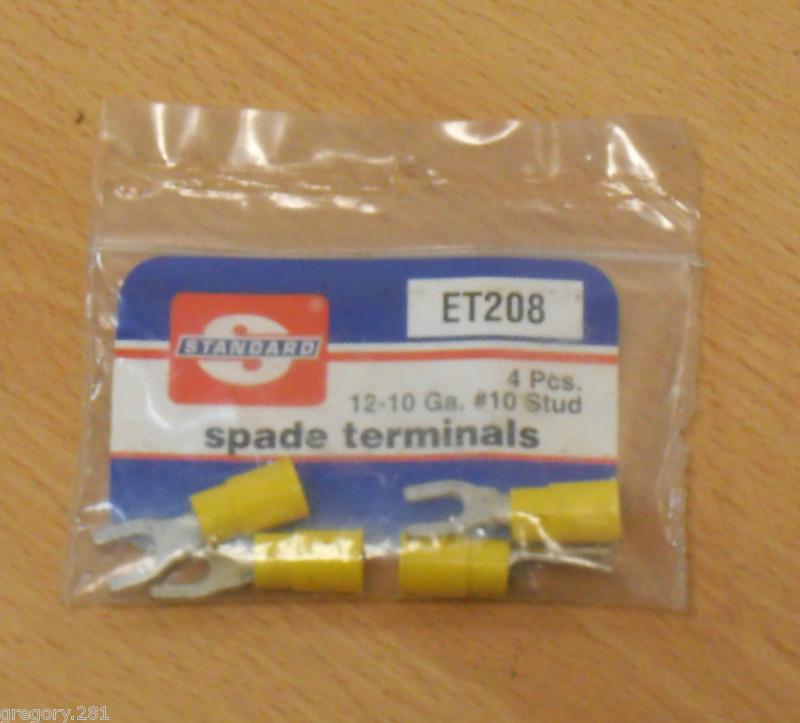 ET208
S
STANDARD
®
4 Pcs.
12-10 Ga. #10 Stud
spade terminals
gregory.281